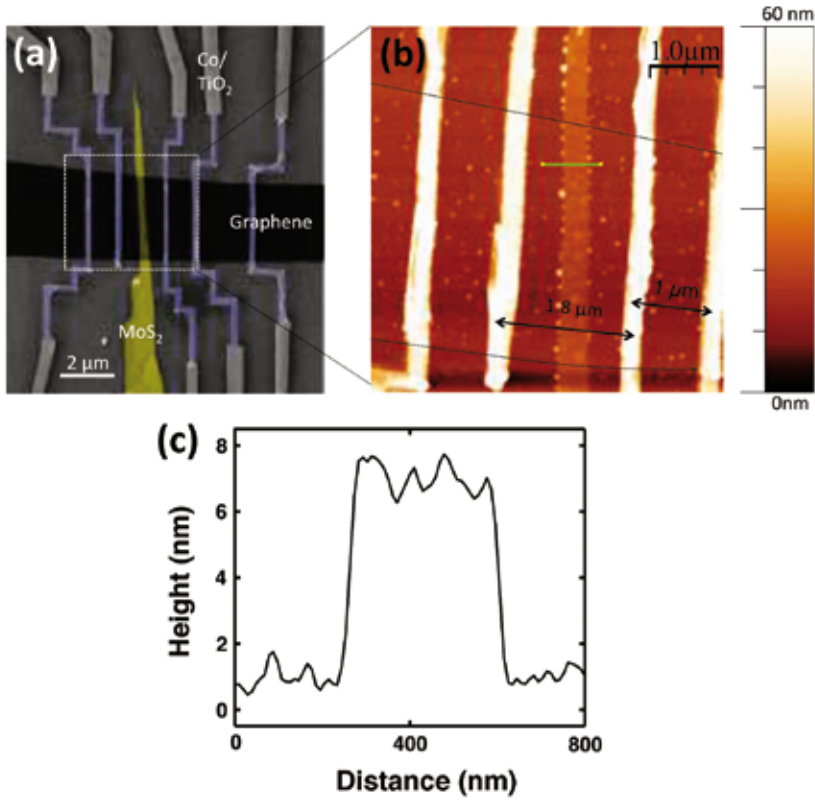 (a)
Co/
TiO₂
Graphene
MoS₂
2 μm
(b)
1.0μm
1.8 μm
1 μm
60 nm
0nm
(c)
Height (nm)
8
6
4
2
0
0 400 800
Distance (nm)